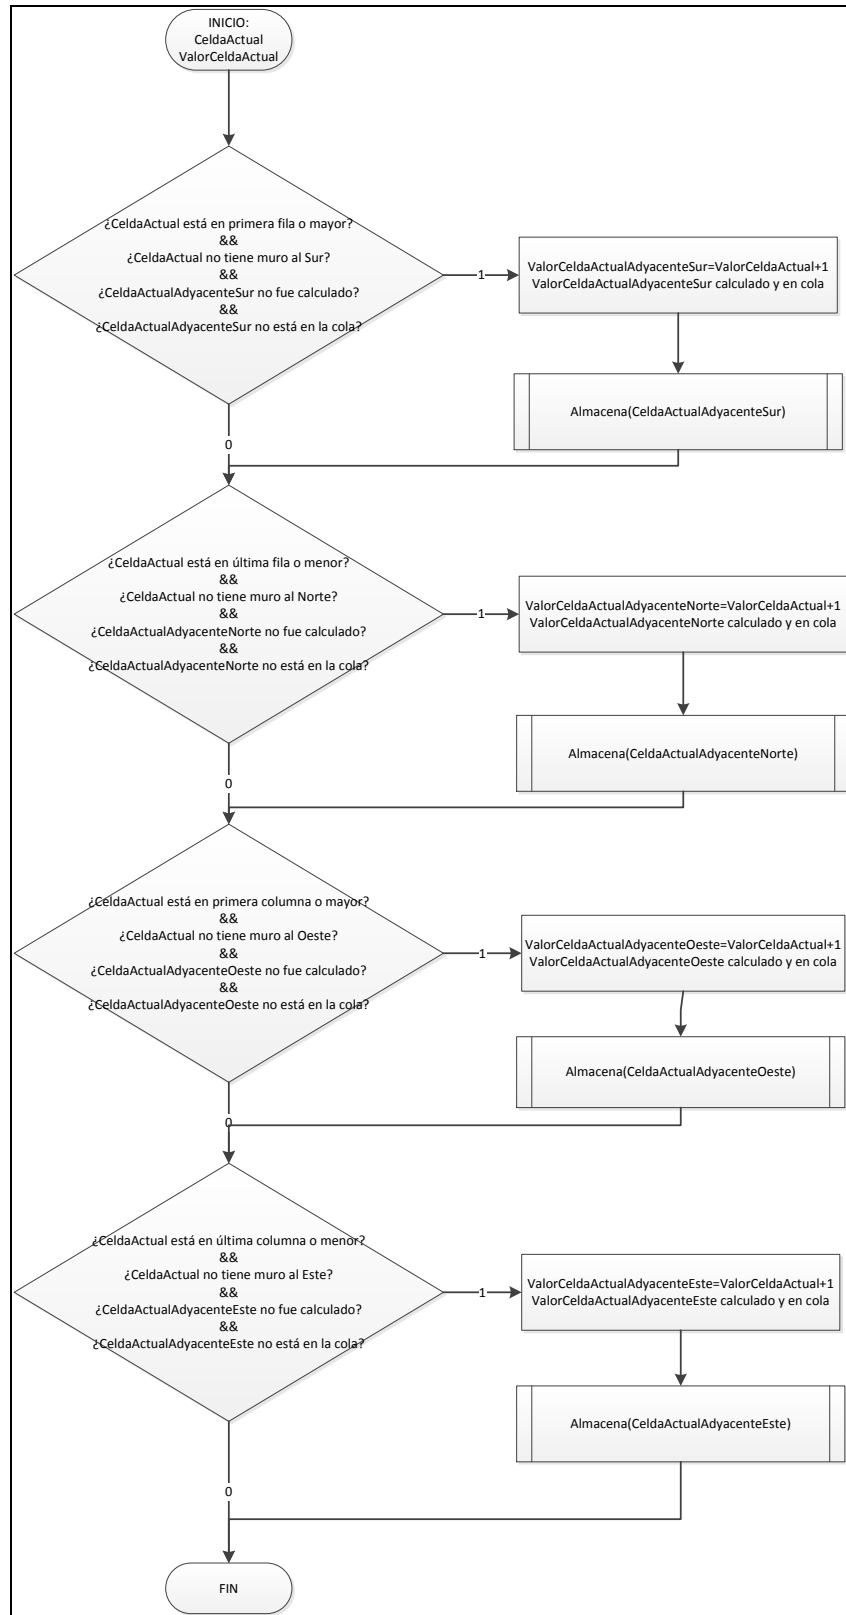 INICIO:
CeldaActual
ValorCeldaActual
¿CeldaActual está en primera fila o mayor?
&&
¿CeldaActual no tiene muro al Sur?
&&
¿CeldaActualAdyacenteSur no fue calculado?
&&
¿CeldaActualAdyacenteSur no está en la cola?
1
ValorCeldaActualAdyacenteSur=ValorCeldaActual+1
ValorCeldaActualAdyacenteSur calculado y en cola
Almacena(CeldaActualAdyacenteSur)
0
¿CeldaActual está en última fila o menor?
&&
¿CeldaActual no tiene muro al Norte?
&&
¿CeldaActualAdyacenteNorte no fue calculado?
&&
¿CeldaActualAdyacenteNorte no está en la cola?
1
ValorCeldaActualAdyacenteNorte=ValorCeldaActual+1
ValorCeldaActualAdyacenteNorte calculado y en cola
Almacena(CeldaActualAdyacenteNorte)
0
¿CeldaActual está en primera columna o mayor?
&&
¿CeldaActual no tiene muro al Oeste?
&&
¿CeldaActualAdyacenteOeste no fue calculado?
&&
¿CeldaActualAdyacenteOeste no está en la cola?
1
ValorCeldaActualAdyacenteOeste=ValorCeldaActual+1
ValorCeldaActualAdyacenteOeste calculado y en cola
Almacena(CeldaActualAdyacenteOeste)
0
¿CeldaActual está en última columna o menor?
&&
¿CeldaActual no tiene muro al Este?
&&
¿CeldaActualAdyacenteEste no fue calculado?
&&
¿CeldaActualAdyacenteEste no está en la cola?
1
ValorCeldaActualAdyacenteEste=ValorCeldaActual+1
ValorCeldaActualAdyacenteEste calculado y en cola
Almacena(CeldaActualAdyacenteEste)
0
FIN